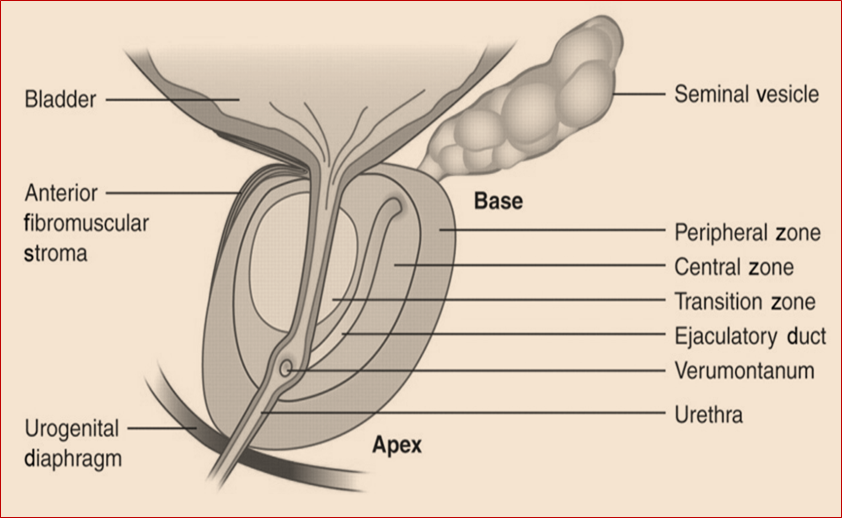 Bladder
Anterior
fibromuscular
stroma
Urogenital
diaphragm
Seminal vesicle
Base
Peripheral zone
Central zone
Transition zone
Ejaculatory duct
Verumontanum
Urethra
Apex